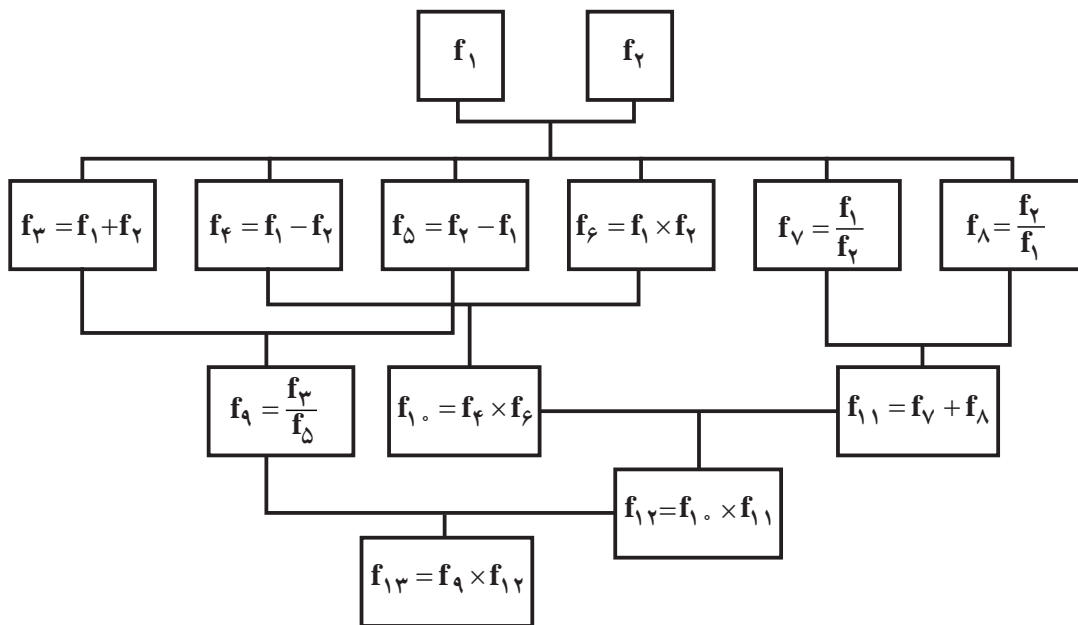 f۱
f۲
f۳ = f۱ + f۲
f۴ = f۱ − f۲
f۵ = f۲ − f۱
f۶ = f۱ × f۲
f۷ = f۱ / f۲
f۸ = f۲ / f۱
f۹ = f۳ / f۵
f۱۰ = f۴ × f۶
f۱۱ = f۷ + f۸
f۱۲ = f۱۰ × f۱۱
f۱۳ = f۹ × f۱۲